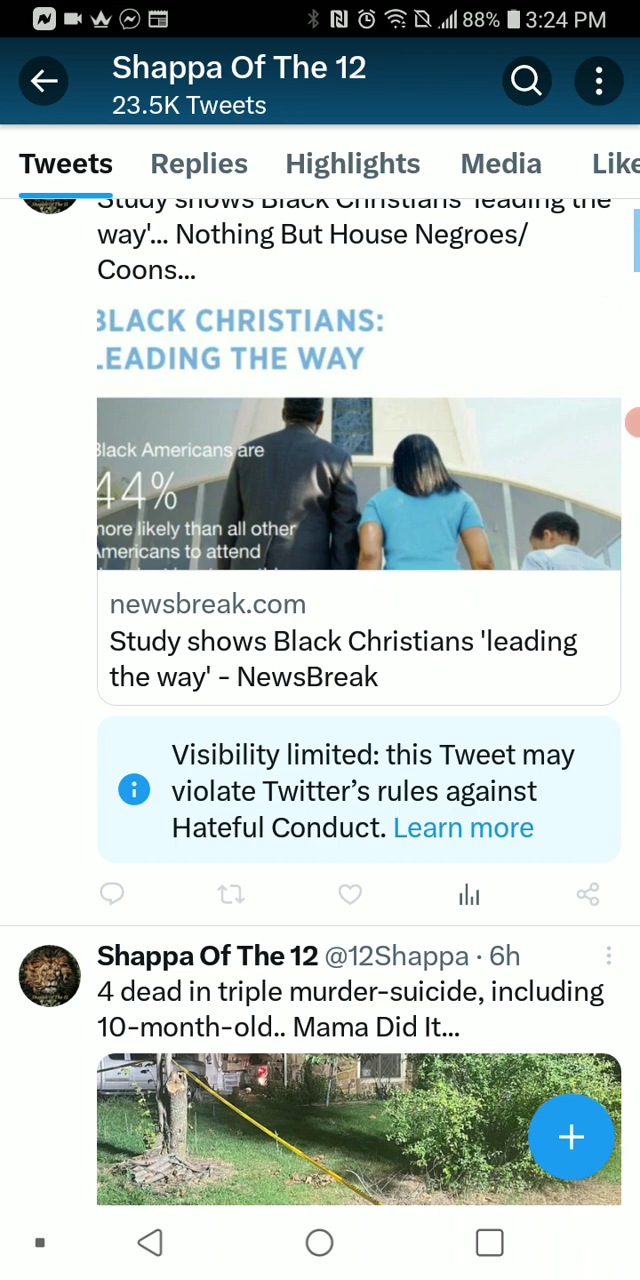 88% 3:24 PM
Shappa Of The 12
23.5K Tweets
Tweets Replies Highlights Media Like
Study shows Black Christians 'leading the
way'... Nothing But House Negroes/
Coons...
BLACK CHRISTIANS:
LEADING THE WAY
Black Americans are
44%
more likely than all other
Americans to attend
newsbreak.com
Study shows Black Christians 'leading
the way' - NewsBreak
Visibility limited: this Tweet may
violate Twitter's rules against
Hateful Conduct. Learn more
Shappa Of The 12 @12Shappa · 6h
4 dead in triple murder-suicide, including
10-month-old.. Mama Did It...